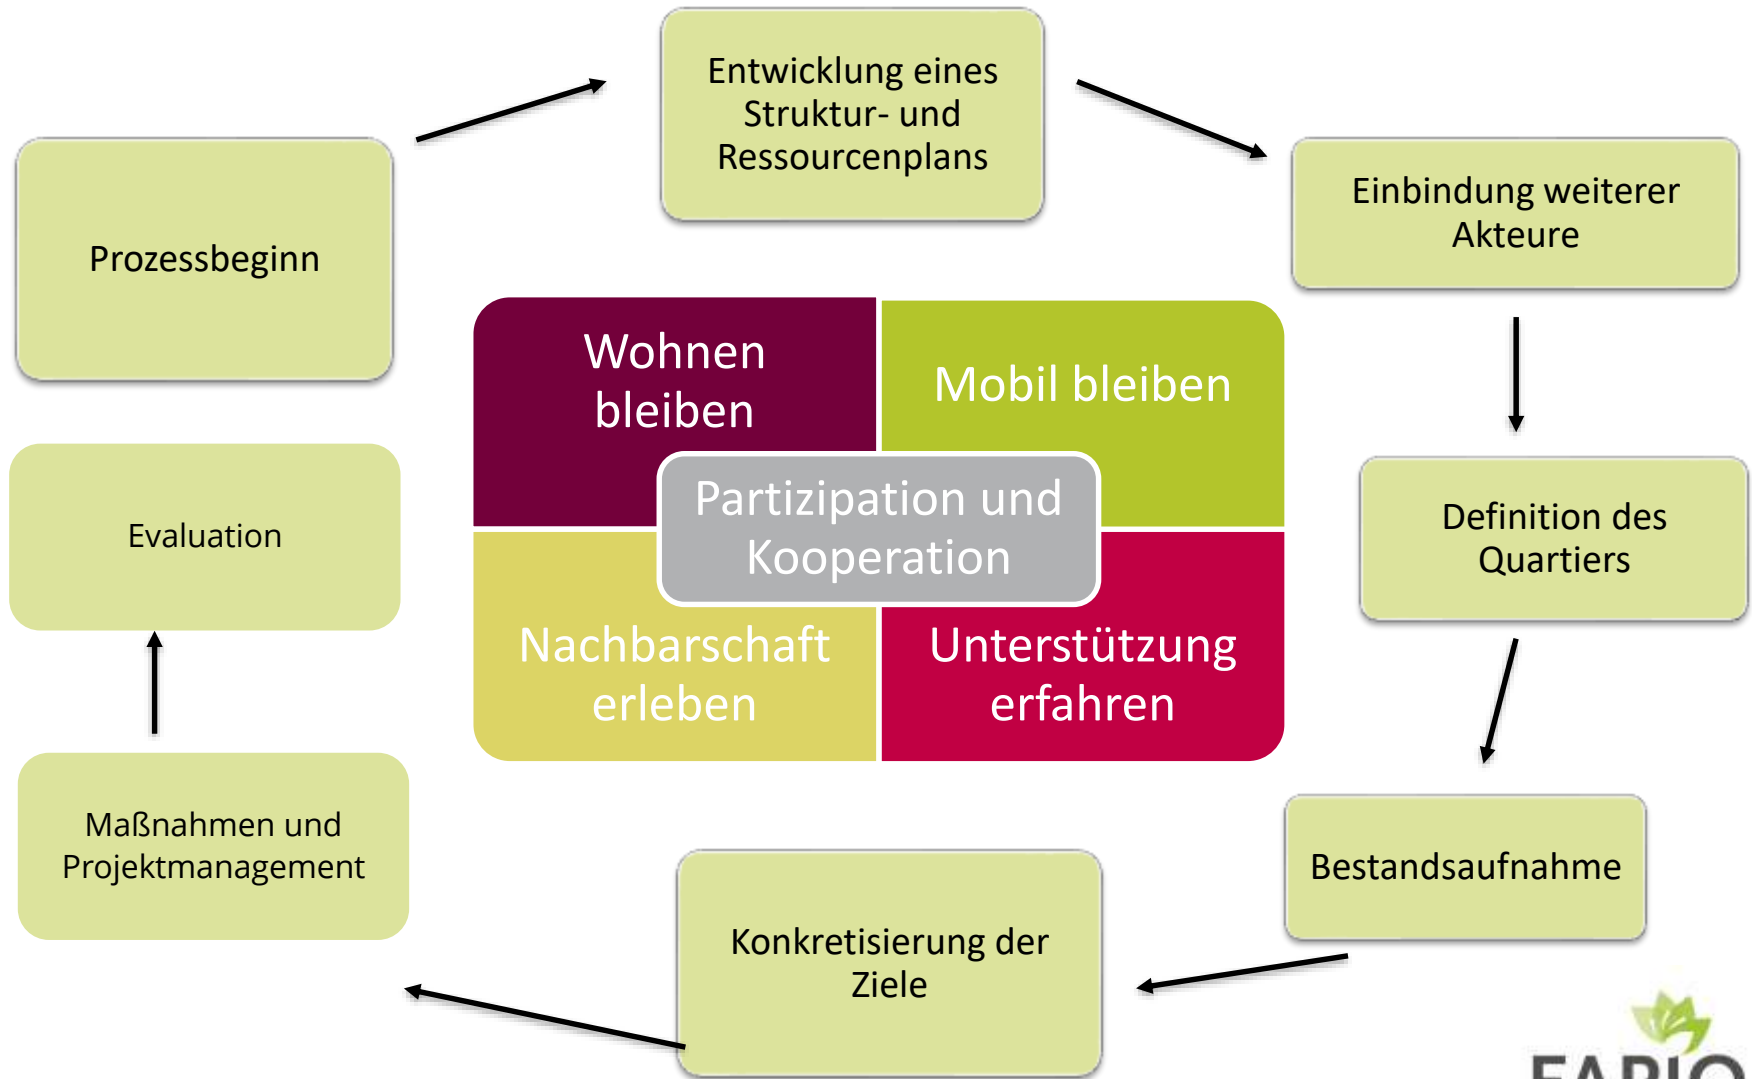 Entwicklung eines
Struktur- und
Ressourcenplans
Einbindung weiterer
Akteure
Prozessbeginn
Wohnen
bleiben
Mobil bleiben
Partizipation und
Kooperation
Nachbarschaft
erleben
Unterstützung
erfahren
Definition des
Quartiers
Evaluation
Maßnahmen und
Projektmanagement
Bestandsaufnahme
Konkretisierung der
Ziele